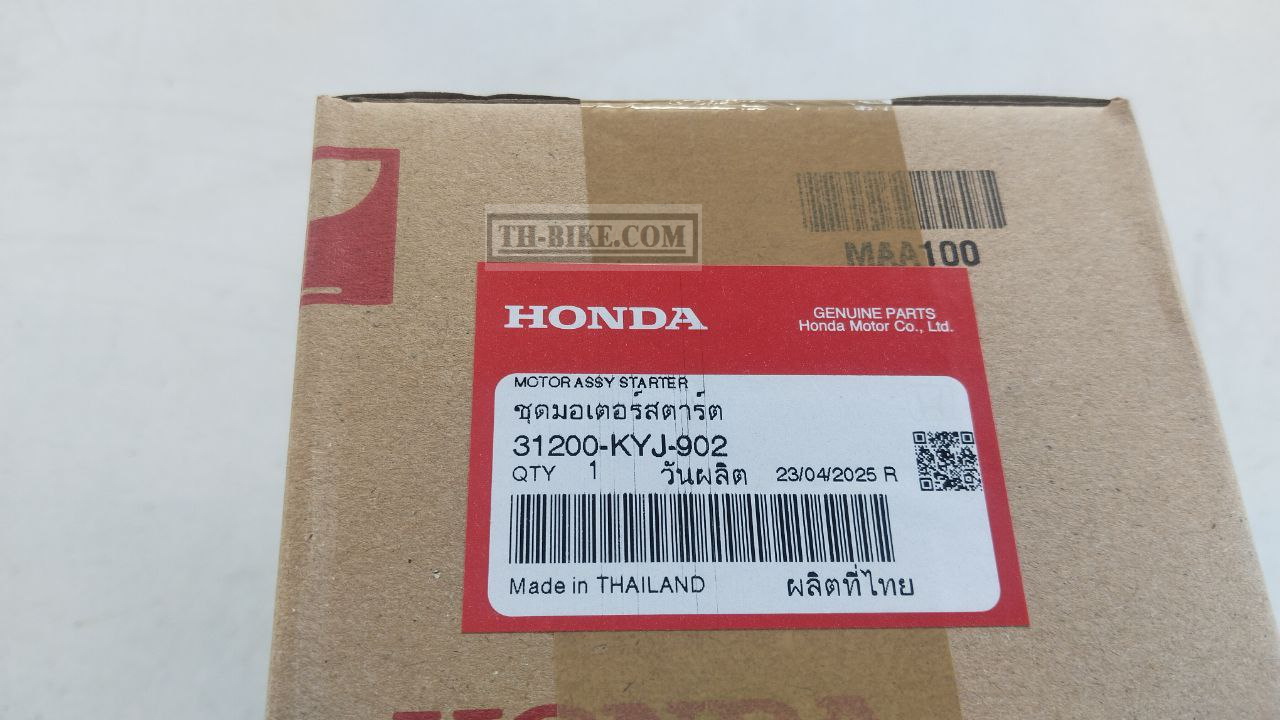 MAA100
TH-BIKE.COM
HONDA
GENUINE PARTS
Honda Motor Co., Ltd.
MOTOR ASSY STARTER
ชุดมอเตอร์สตาร์ต
31200-KYJ-902
QTY 1 วันผลิต 23/04/2025 R
Made in THAILAND ผลิตที่ไทย
HONDA